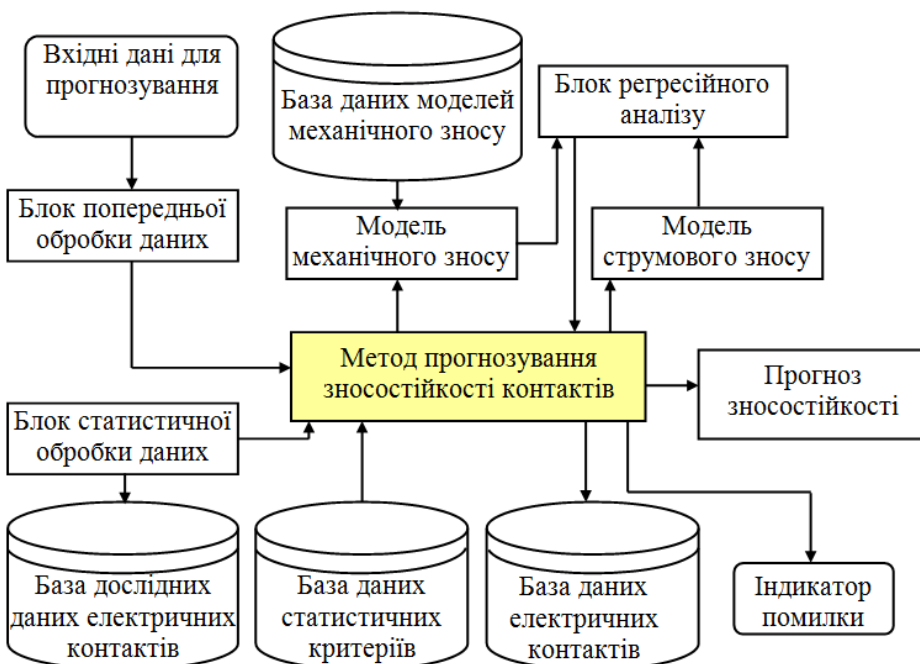 Вхідні дані для
прогнозування
База даних моделей
механічного зносу
Блок регресійного
аналізу
Блок попередньої
обробки даних
Модель
механічного зносу
Модель
струмового зносу
Метод прогнозування
зносостійкості контактів
Прогноз
зносостійкості
Блок статистичної
обробки даних
База дослідних
даних електричних
контактів
База даних
статистичних
критеріїв
База даних
електричних
контактів
Індикатор
помилки